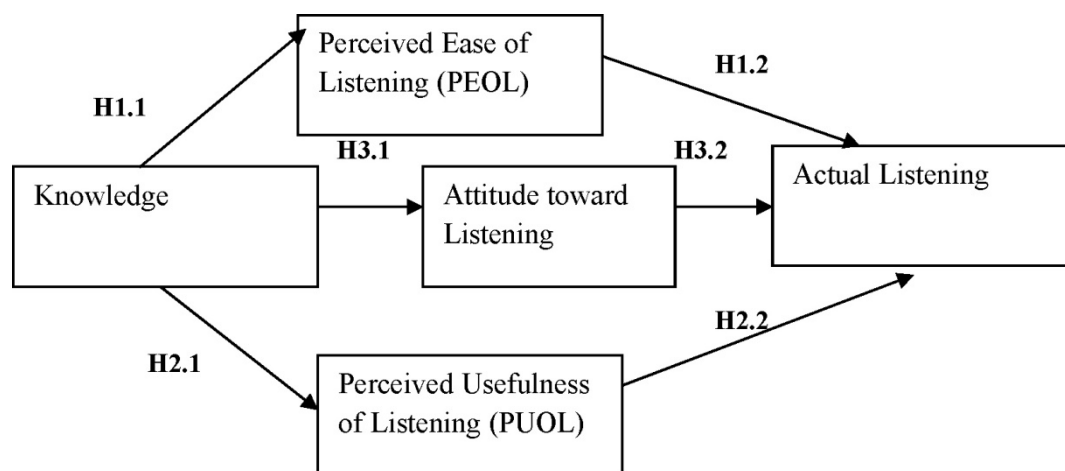 Perceived Ease of
Listening (PEOL)
H1.2
H1.1
H3.1
H3.2
Knowledge
Attitude toward
Listening
Actual Listening
H2.1
H2.2
Perceived Usefulness
of Listening (PUOL)